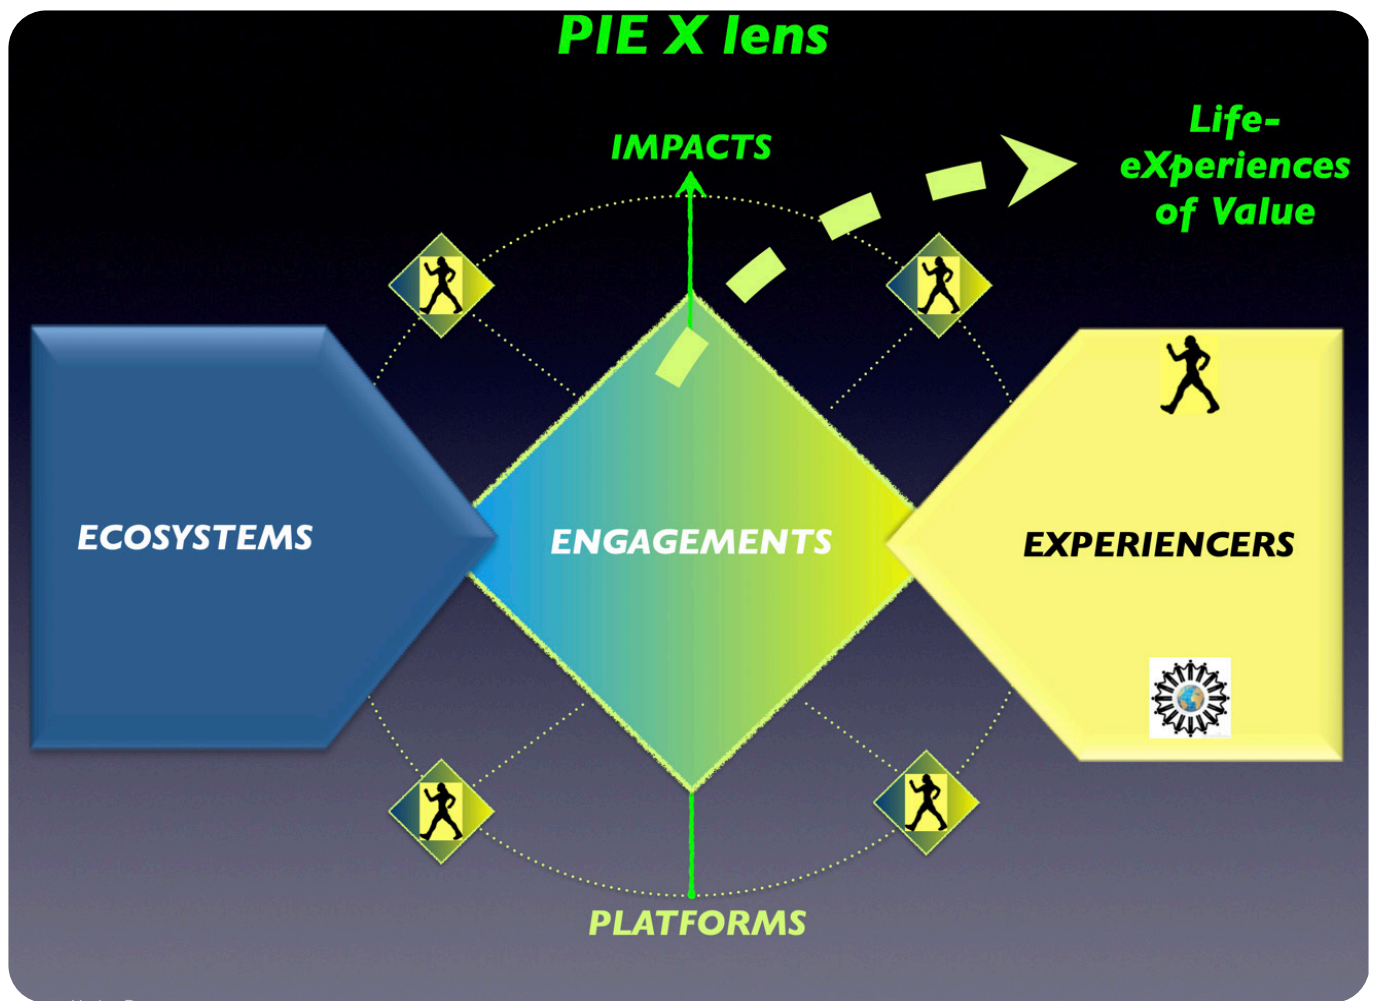 PIE X lens
Life-
eXperiences
of Value
IMPACTS
ECOSYSTEMS
ENGAGEMENTS
EXPERIENCERS
PLATFORMS